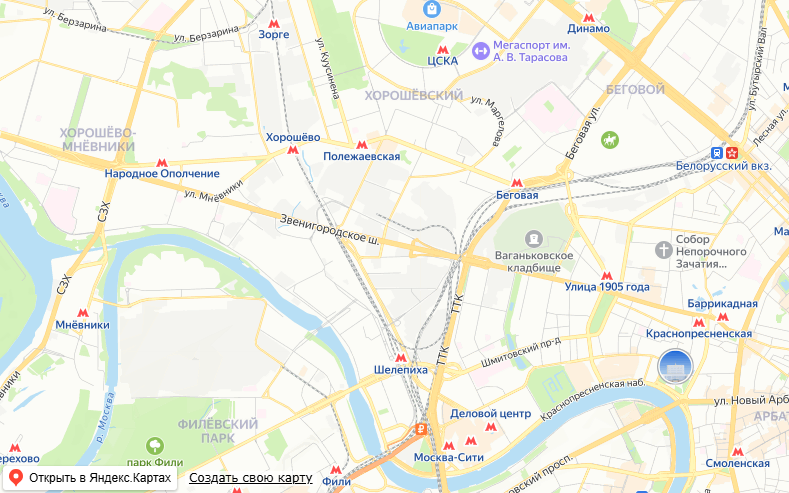 ул. Берзарина
ул. Берзарина
Зорге
ул. Куусинена
Авиапарк
ЦСКА
Мегаспорт им.
А. В. Тарасова
Динамо
ул. Бутырский Вал
ХОРОШЁВСКИЙ
ул. Маргелова
БЕГОВОЙ
Беговая ул.
Лесная ул.
ХОРОШЁВО-
МНЁВНИКИ
Хорошёво
Полежаевская
Народное Ополчение
ул. Мнёвники
Беговая
Белорусский вкз.
СЗХ
Звенигородское ш.
Ваганьковское
кладбище
Собор
Непорочного
Зачатия...
СЗХ
Улица 1905 года
ТТК
Баррикадная
Краснопресненская
Мнёвники
Шмитовский пр-д
ТТК
Шелепиха
Краснопресненская наб.
ул. Новый Арб
АРБАТ
р. Москва
ФИЛЁВСКИЙ
ПАРК
Деловой центр
парк Фили
Москва-Сити
Смоленская
Фили
Открыть в Яндекс.Картах
Создать свою карту